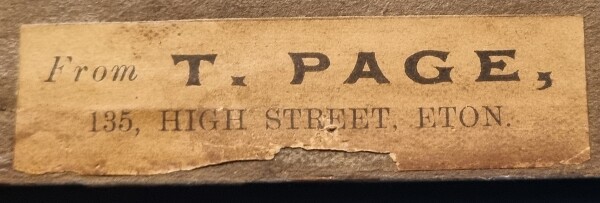 From T. PAGE,
135, HIGH STREET, ETON.